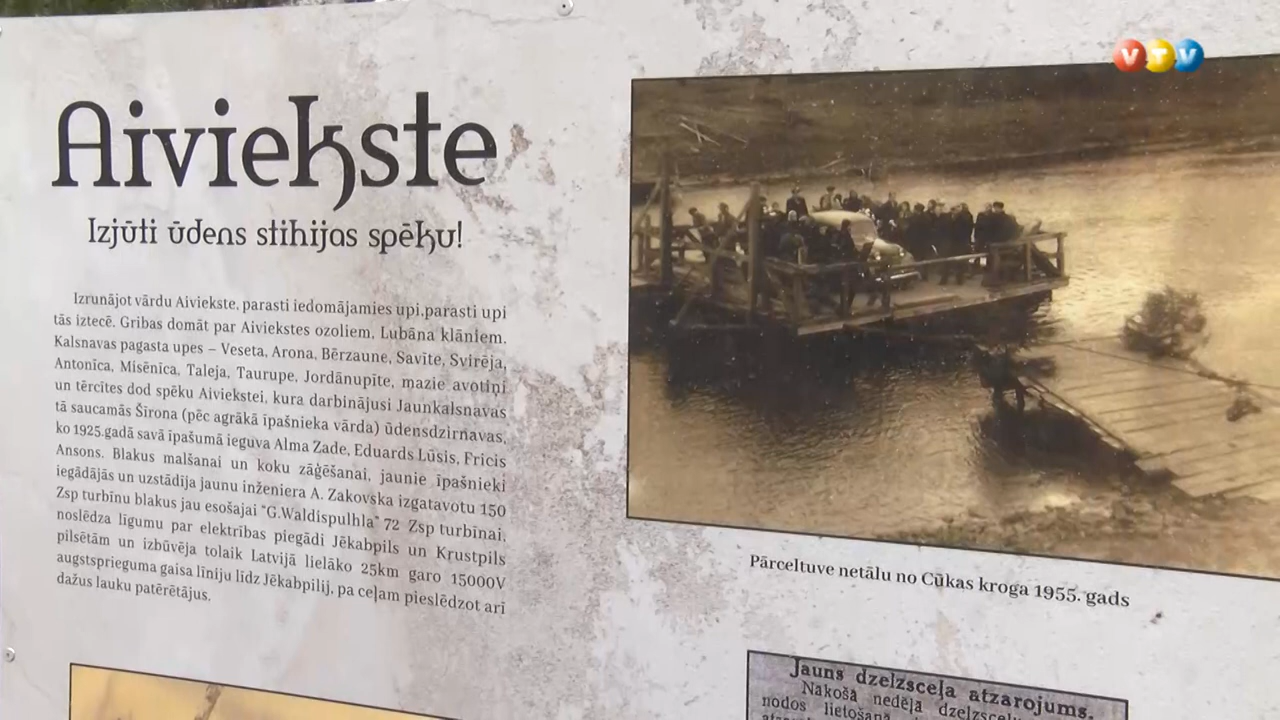 VTV
Aiviekste
Izjūti ūdens stihijas spēku!
Izrunājot vārdu Aiviekste, parasti iedomājamies upi.parasti upi
tās iztecē. Gribas domāt par Aiviekstes ozoliem, Lubāna klāniem.
Kalsnavas pagasta upes – Veseta, Arona, Bērzaune, Savīte, Svirēja,
Antonīca, Misēnīca, Taleja, Taurupe, Jordānupīte, mazie avotiņi
un tērcītes dod spēku Aiviekstei, kura darbinājusi Jaunkalsnavas
tā saucamās Šīrona (pēc agrākā īpašnieka vārda) ūdensdzirnavas,
ko 1925.gadā savā īpašumā ieguva Alma Zade, Eduards Lūsis, Fricis
Ansons. Blakus malšanai un koku zāģēšanai, jaunie īpašnieki
iegādājās un uzstādīja jaunu inženiera A. Zakovska izgatavotu 150
Zsp turbīnu blakus jau esošajai "G.Waldispulhla" 72 Zsp turbīnai,
noslēdza līgumu par elektrības piegādi Jēkabpils un Krustpils
pilsētām un izbūvēja tolaik Latvijā lielāko 25km garo 15000V
augstsprieguma gaisa līniju līdz Jēkabpilij, pa ceļam pieslēdzot arī
dažus lauku patērētājus.
Pārceltuve netālu no Cūkas kroga 1955. gads
Jauns dzelzsceļa atzarojums.
Nākošā nedēļā dzelzsceļu
nodos lietošanā